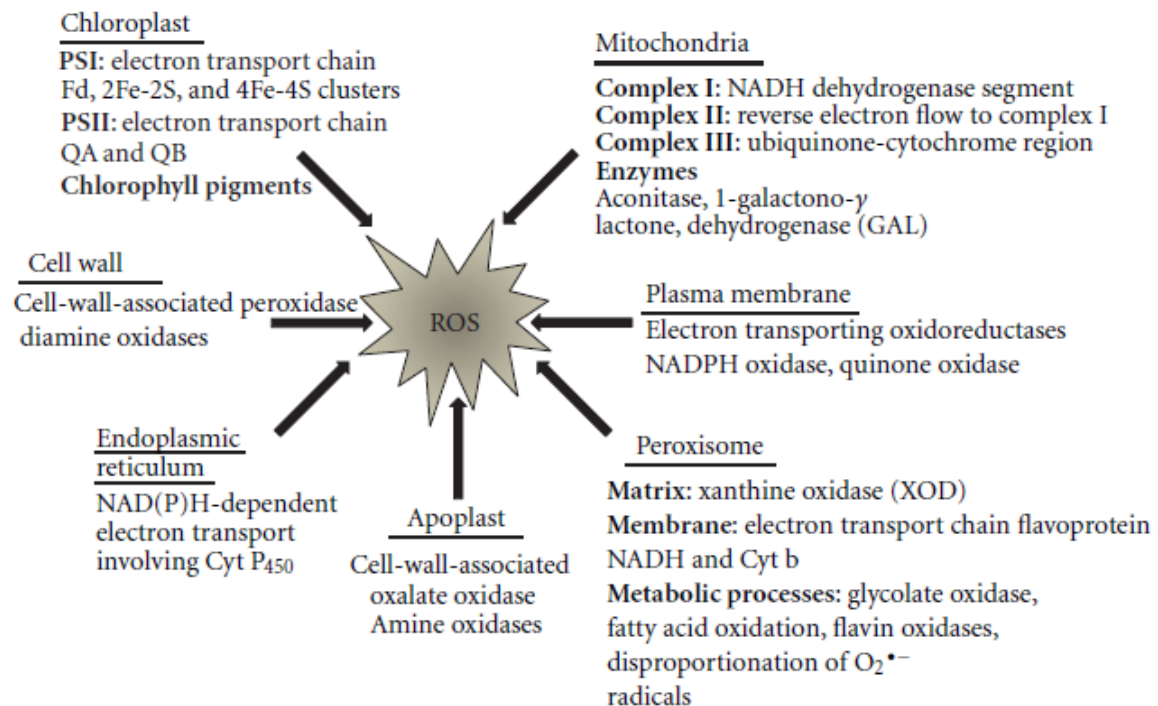 Chloroplast
PSI: electron transport chain
Fd, 2Fe-2S, and 4Fe-4S clusters
PSII: electron transport chain
QA and QB
Chlorophyll pigments
Mitochondria
Complex I: NADH dehydrogenase segment
Complex II: reverse electron flow to complex I
Complex III: ubiquinone-cytochrome region
Enzymes
Aconitase, 1-galactono-γ
lactone, dehydrogenase (GAL)
Cell wall
Cell-wall-associated peroxidase
diamine oxidases
ROS
Plasma membrane
Electron transporting oxidoreductases
NADPH oxidase, quinone oxidase
Endoplasmic
reticulum
NAD(P)H-dependent
electron transport
involving Cyt P450
Apoplast
Cell-wall-associated
oxalate oxidase
Amine oxidases
Peroxisome
Matrix: xanthine oxidase (XOD)
Membrane: electron transport chain flavoprotein
NADH and Cyt b
Metabolic processes: glycolate oxidase,
fatty acid oxidation, flavin oxidases,
disproportionation of O2•−
radicals